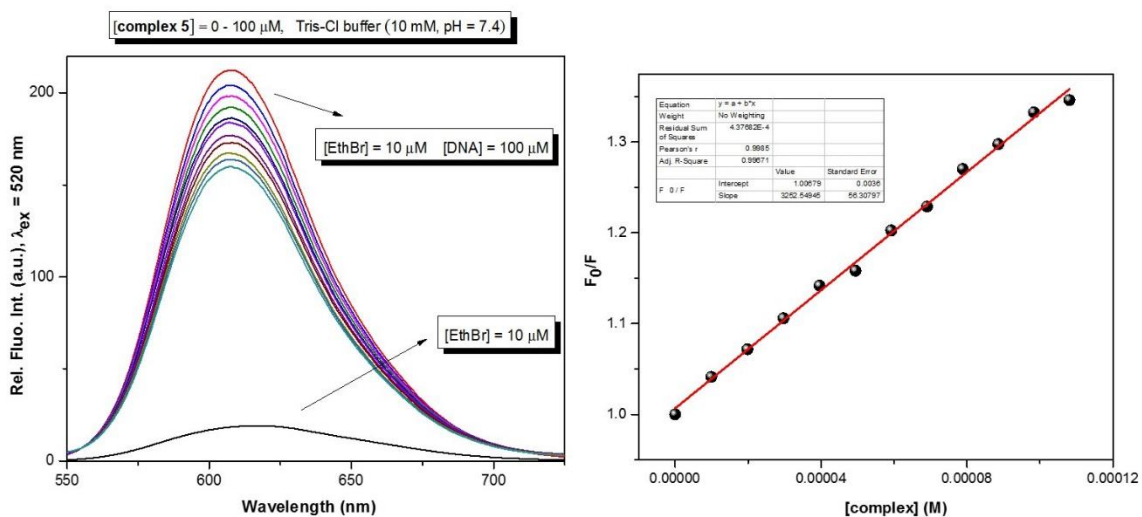 [complex 5] = 0 - 100 μM, Tris-Cl buffer (10 mM, pH = 7.4)
Rel. Fluo. Int. (a.u.), λex = 520 nm
200
100
0
[EthBr] = 10 μM [DNA] = 100 μM
[EthBr] = 10 μM
550 600 650 700
Wavelength (nm)
F0/F
1.3
1.2
1.1
1.0
Equation y = a + b*x
Weight No Weighting
Residual Sum of Squares 4.37682E-4
Pearson's r 0.9985
Adj. R-Square 0.99671
Value Standard Error
F 0 / F Intercept 1.00679 0.0036
Slope 3252.54945 56.30797
0.00000 0.00004 0.00008 0.00012
[complex] (M)